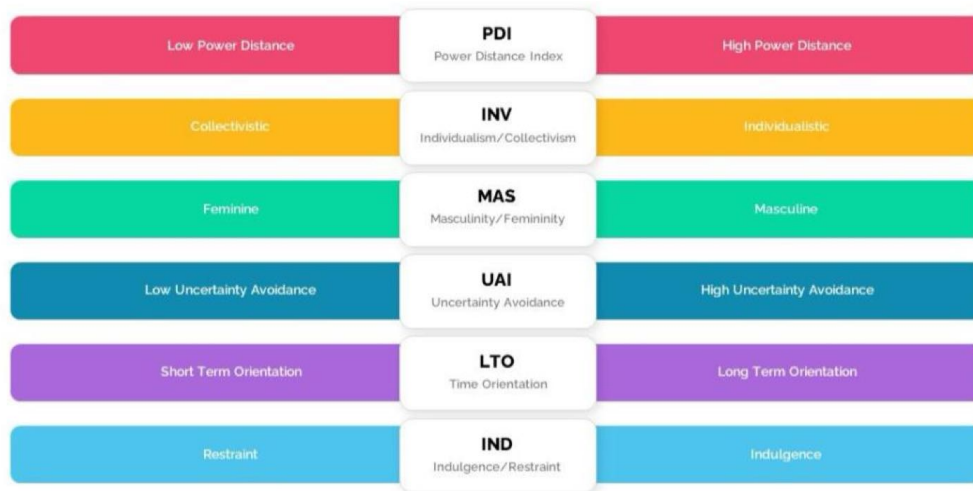 Low Power Distance
PDI
Power Distance Index
High Power Distance
Collectivistic
INV
Individualism/Collectivism
Individualistic
Feminine
MAS
Masculinity/Femininity
Masculine
Low Uncertainty Avoidance
UAI
Uncertainty Avoidance
High Uncertainty Avoidance
Short Term Orientation
LTO
Time Orientation
Long Term Orientation
Restraint
IND
Indulgence/Restraint
Indulgence